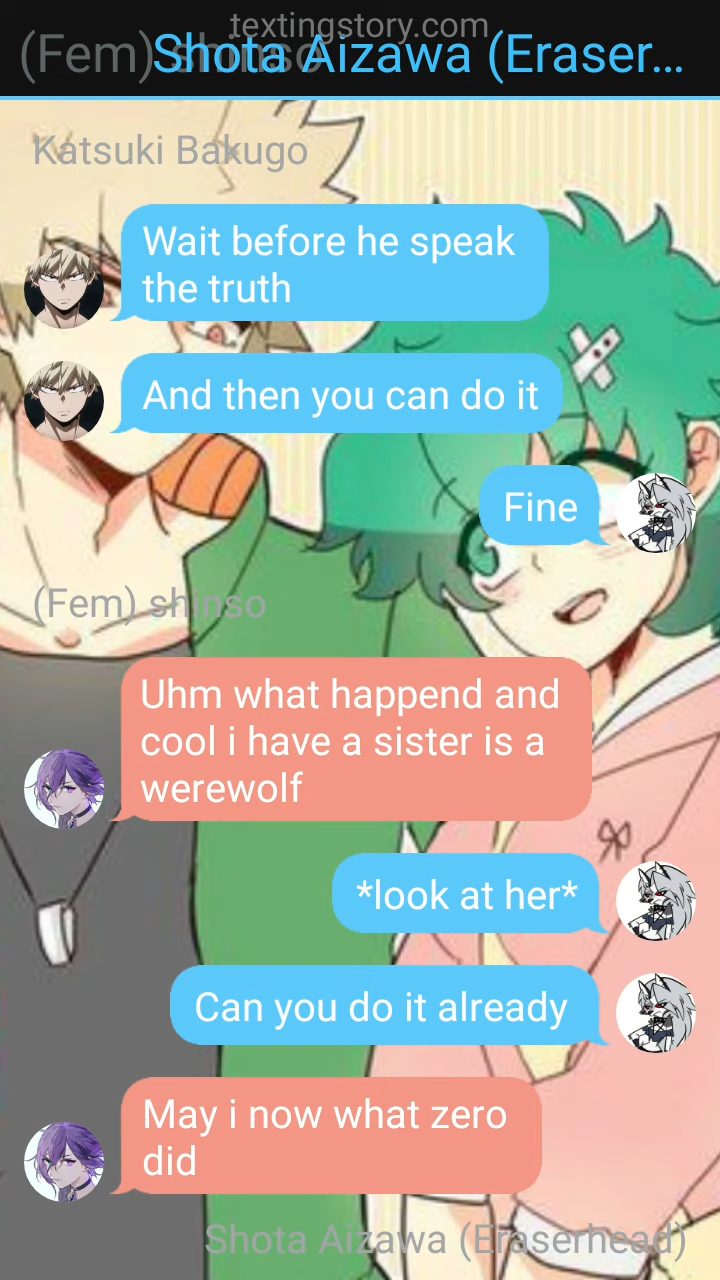 textingstory.com
(Fem) shinso
Shota Aizawa (Eraser...
Katsuki Bakugo
Wait before he speak
the truth
And then you can do it
Fine
(Fem) shinso
Uhm what happend and
cool i have a sister is a
werewolf
*look at her*
Can you do it already
May i now what zero
did
Shota Aizawa (Eraserhead)